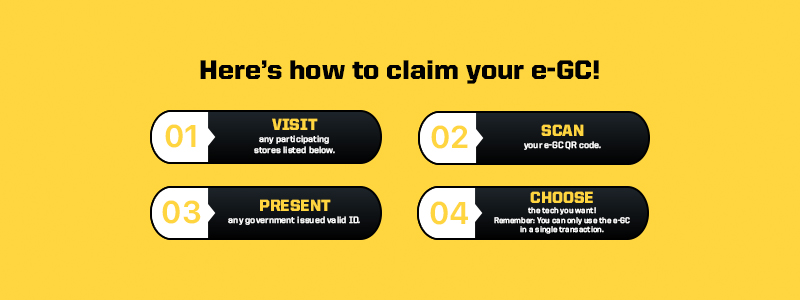 Here's how to claim your e-GC!
01
VISIT
any participating
stores listed below.
02
SCAN
your e-GC QR code.
03
PRESENT
any government issued valid ID.
04
CHOOSE
the tech you want!
Remember: You can only use the e-GC
in a single transaction.